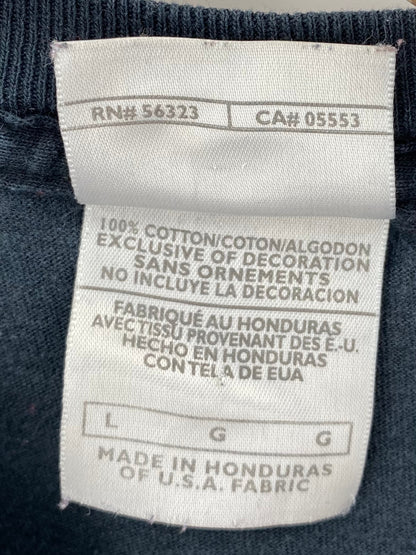 RN# 56323 CA# 05553
100% COTTON/COTON/ALGODON
EXCLUSIVE OF DECORATION
SANS ORNEMENTS
NO INCLUYE LA DECORACION
FABRIQUÉ AU HONDURAS
AVEC TISSU PROVENANT DES É.-U.
HECHO EN HONDURAS
CON TELA DE EUA
L G G
MADE IN HONDURAS
OF U.S.A. FABRIC